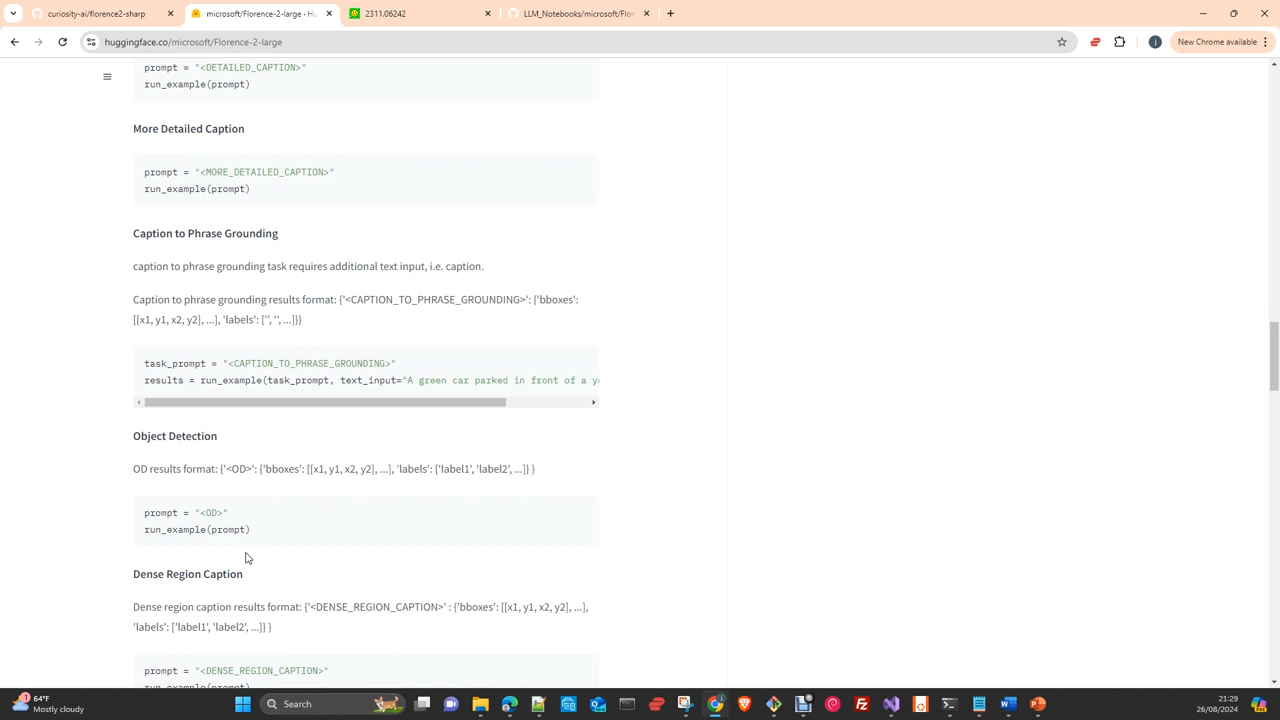 curiosity-ai/florence2-sharp
microsoft/Florence-2-large · Hu
2311.06242
LLM_Notebooks/microsoft/Flor
huggingface.co/microsoft/Florence-2-large
New Chrome available
prompt = "<DETAILED_CAPTION>"
run_example(prompt)
More Detailed Caption
prompt = "<MORE_DETAILED_CAPTION>"
run_example(prompt)
Caption to Phrase Grounding
caption to phrase grounding task requires additional text input, i.e. caption.
Caption to phrase grounding results format: {'<CAPTION_TO_PHRASE_GROUNDING>': {'bboxes':
[[x1, y1, x2, y2], ...], 'labels': ['', '', ...]}}
task_prompt = "<CAPTION_TO_PHRASE_GROUNDING>"
results = run_example(task_prompt, text_input="A green car parked in front of a ye
Object Detection
OD results format: {'<OD>': {'bboxes': [[x1, y1, x2, y2], ...], 'labels': ['label1', 'label2', ...]} }
prompt = "<OD>"
run_example(prompt)
Dense Region Caption
Dense region caption results format: {'<DENSE_REGION_CAPTION>' : {'bboxes': [[x1, y1, x2, y2], ...],
'labels': ['label1', 'label2', ...]} }
prompt = "<DENSE_REGION_CAPTION>"
run_example(prompt)
64°F
Mostly cloudy
Search
21:29
26/08/2024